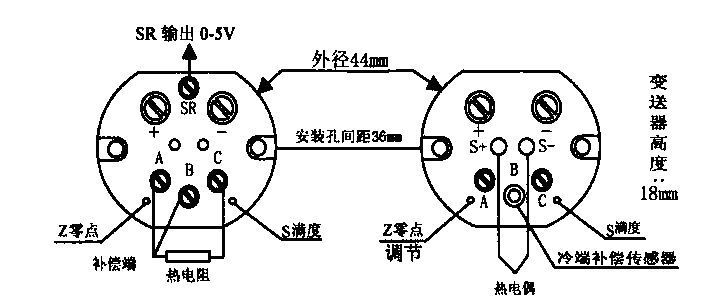 SR 输出 0-5V
外径44mm
SR
+ -
+ -
安装孔间距36mm
S+ S-
A B C
B
A C
变送器高度:18mm
Z零点
S满度
Z零点
调节
S满度
补偿端
热电阻
冷端补偿传感器
热电偶